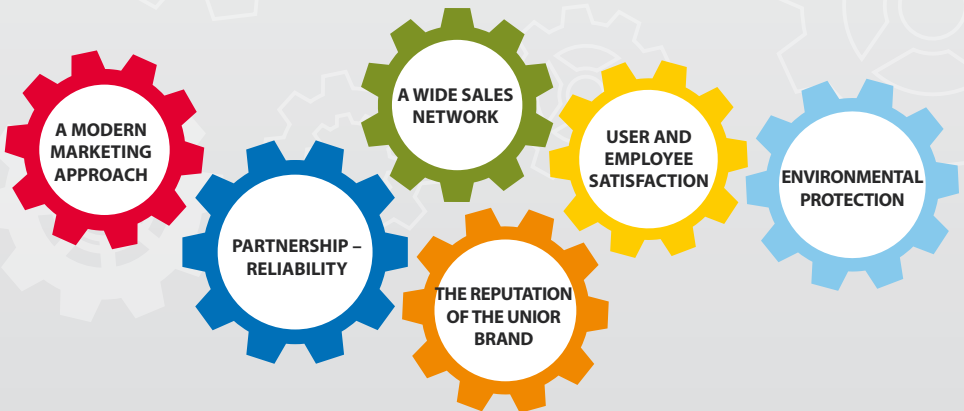 A MODERN
MARKETING
APPROACH
PARTNERSHIP –
RELIABILITY
A WIDE SALES
NETWORK
THE REPUTATION
OF THE UNIOR
BRAND
USER AND
EMPLOYEE
SATISFACTION
ENVIRONMENTAL
PROTECTION